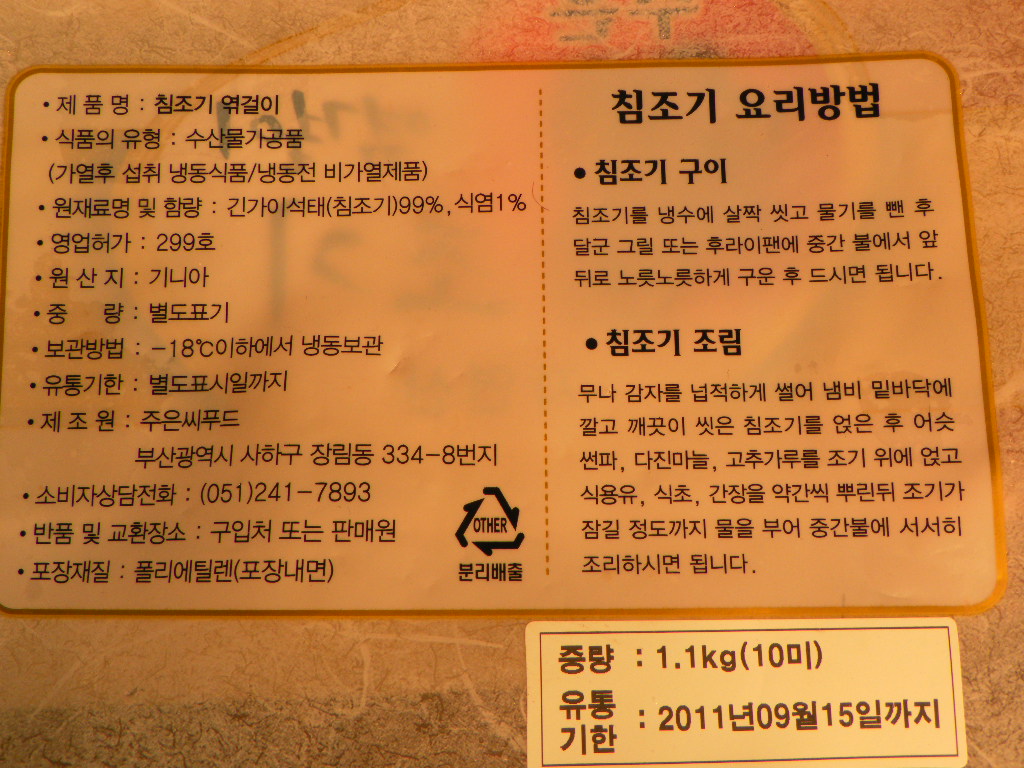 • 제 품 명 : 침조기 엮걸이
• 식품의 유형 : 수산물가공품
(가열후 섭취 냉동식품/냉동전 비가열제품)
• 원재료명 및 함량 : 긴가이석태(침조기)99%, 식염1%
• 영업허가 : 299호
• 원 산 지 : 기니아
• 중 량 : 별도표기
• 보관방법 : -18℃이하에서 냉동보관
• 유통기한 : 별도표시일까지
• 제 조 원 : 주은씨푸드
부산광역시 사하구 장림동 334-8번지
• 소비자상담전화 : (051)241-7893
• 반품 및 교환장소 : 구입처 또는 판매원
• 포장재질 : 폴리에틸렌(포장내면)
OTHER
분리배출
침조기 요리방법
• 침조기 구이
침조기를 냉수에 살짝 씻고 물기를 뺀 후
달군 그릴 또는 후라이팬에 중간 불에서 앞
뒤로 노릇노릇하게 구운 후 드시면 됩니다.
• 침조기 조림
무나 감자를 넙적하게 썰어 냄비 밑바닥에
깔고 깨끗이 씻은 침조기를 얹은 후 어슷
썬파, 다진마늘, 고추가루를 조기 위에 얹고
식용유, 식초, 간장을 약간씩 뿌린뒤 조기가
잠길 정도까지 물을 부어 중간불에 서서히
조리하시면 됩니다.
중량 : 1.1kg(10미)
유통기한 : 2011년09월15일까지